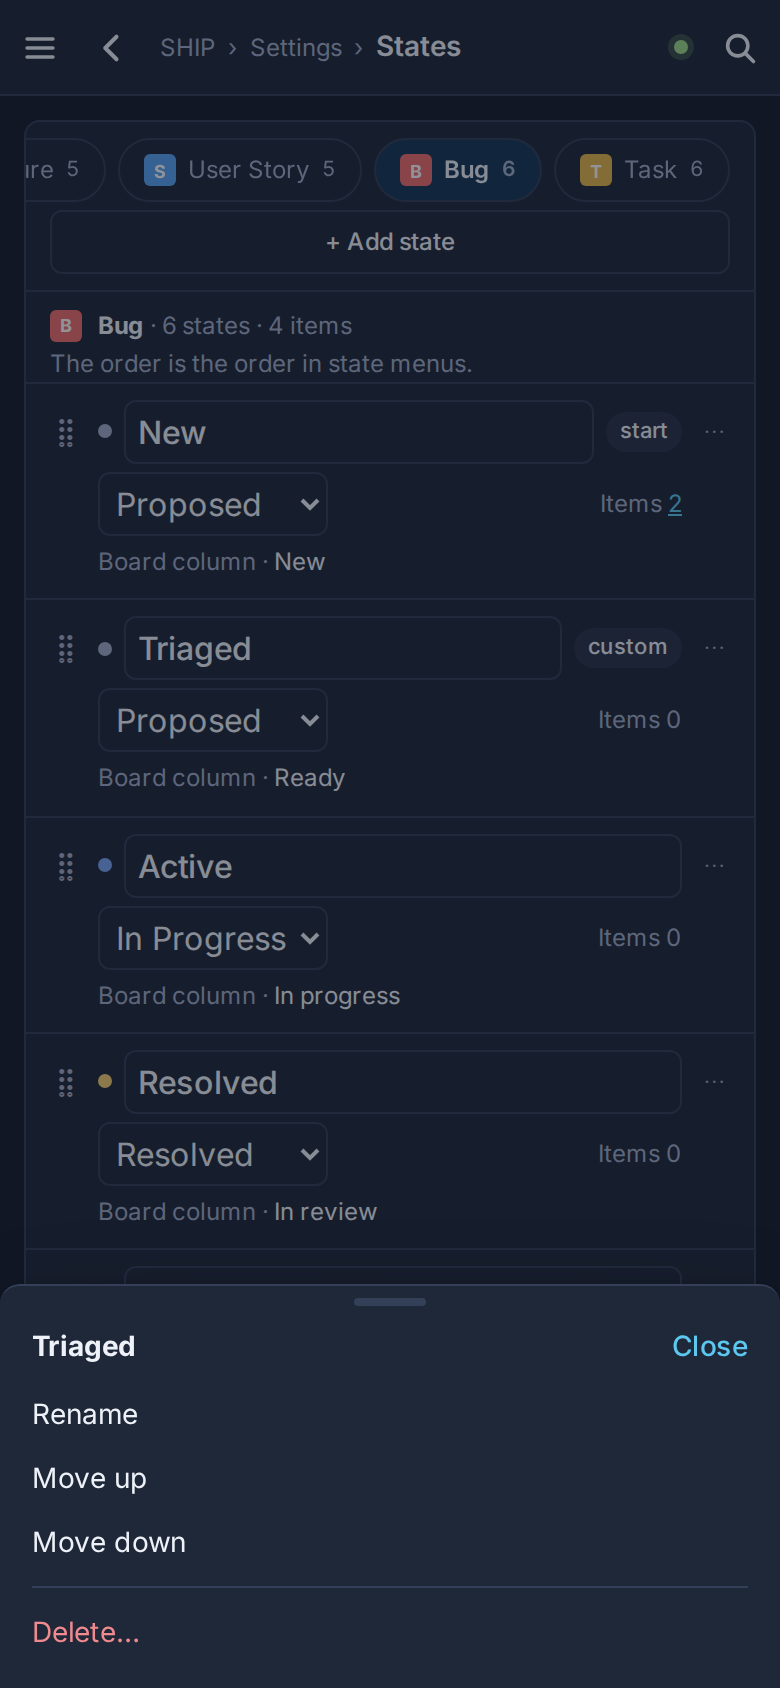 SHIP › Settings › States
ure 5 S User Story 5 B Bug 6 T Task 6
+ Add state
B Bug · 6 states · 4 items
The order is the order in state menus.
New start ...
Proposed Items 2
Board column · New
Triaged custom ...
Proposed Items 0
Board column · Ready
Active ...
In Progress Items 0
Board column · In progress
Resolved ...
Resolved Items 0
Board column · In review
Triaged Close
Rename
Move up
Move down
Delete...